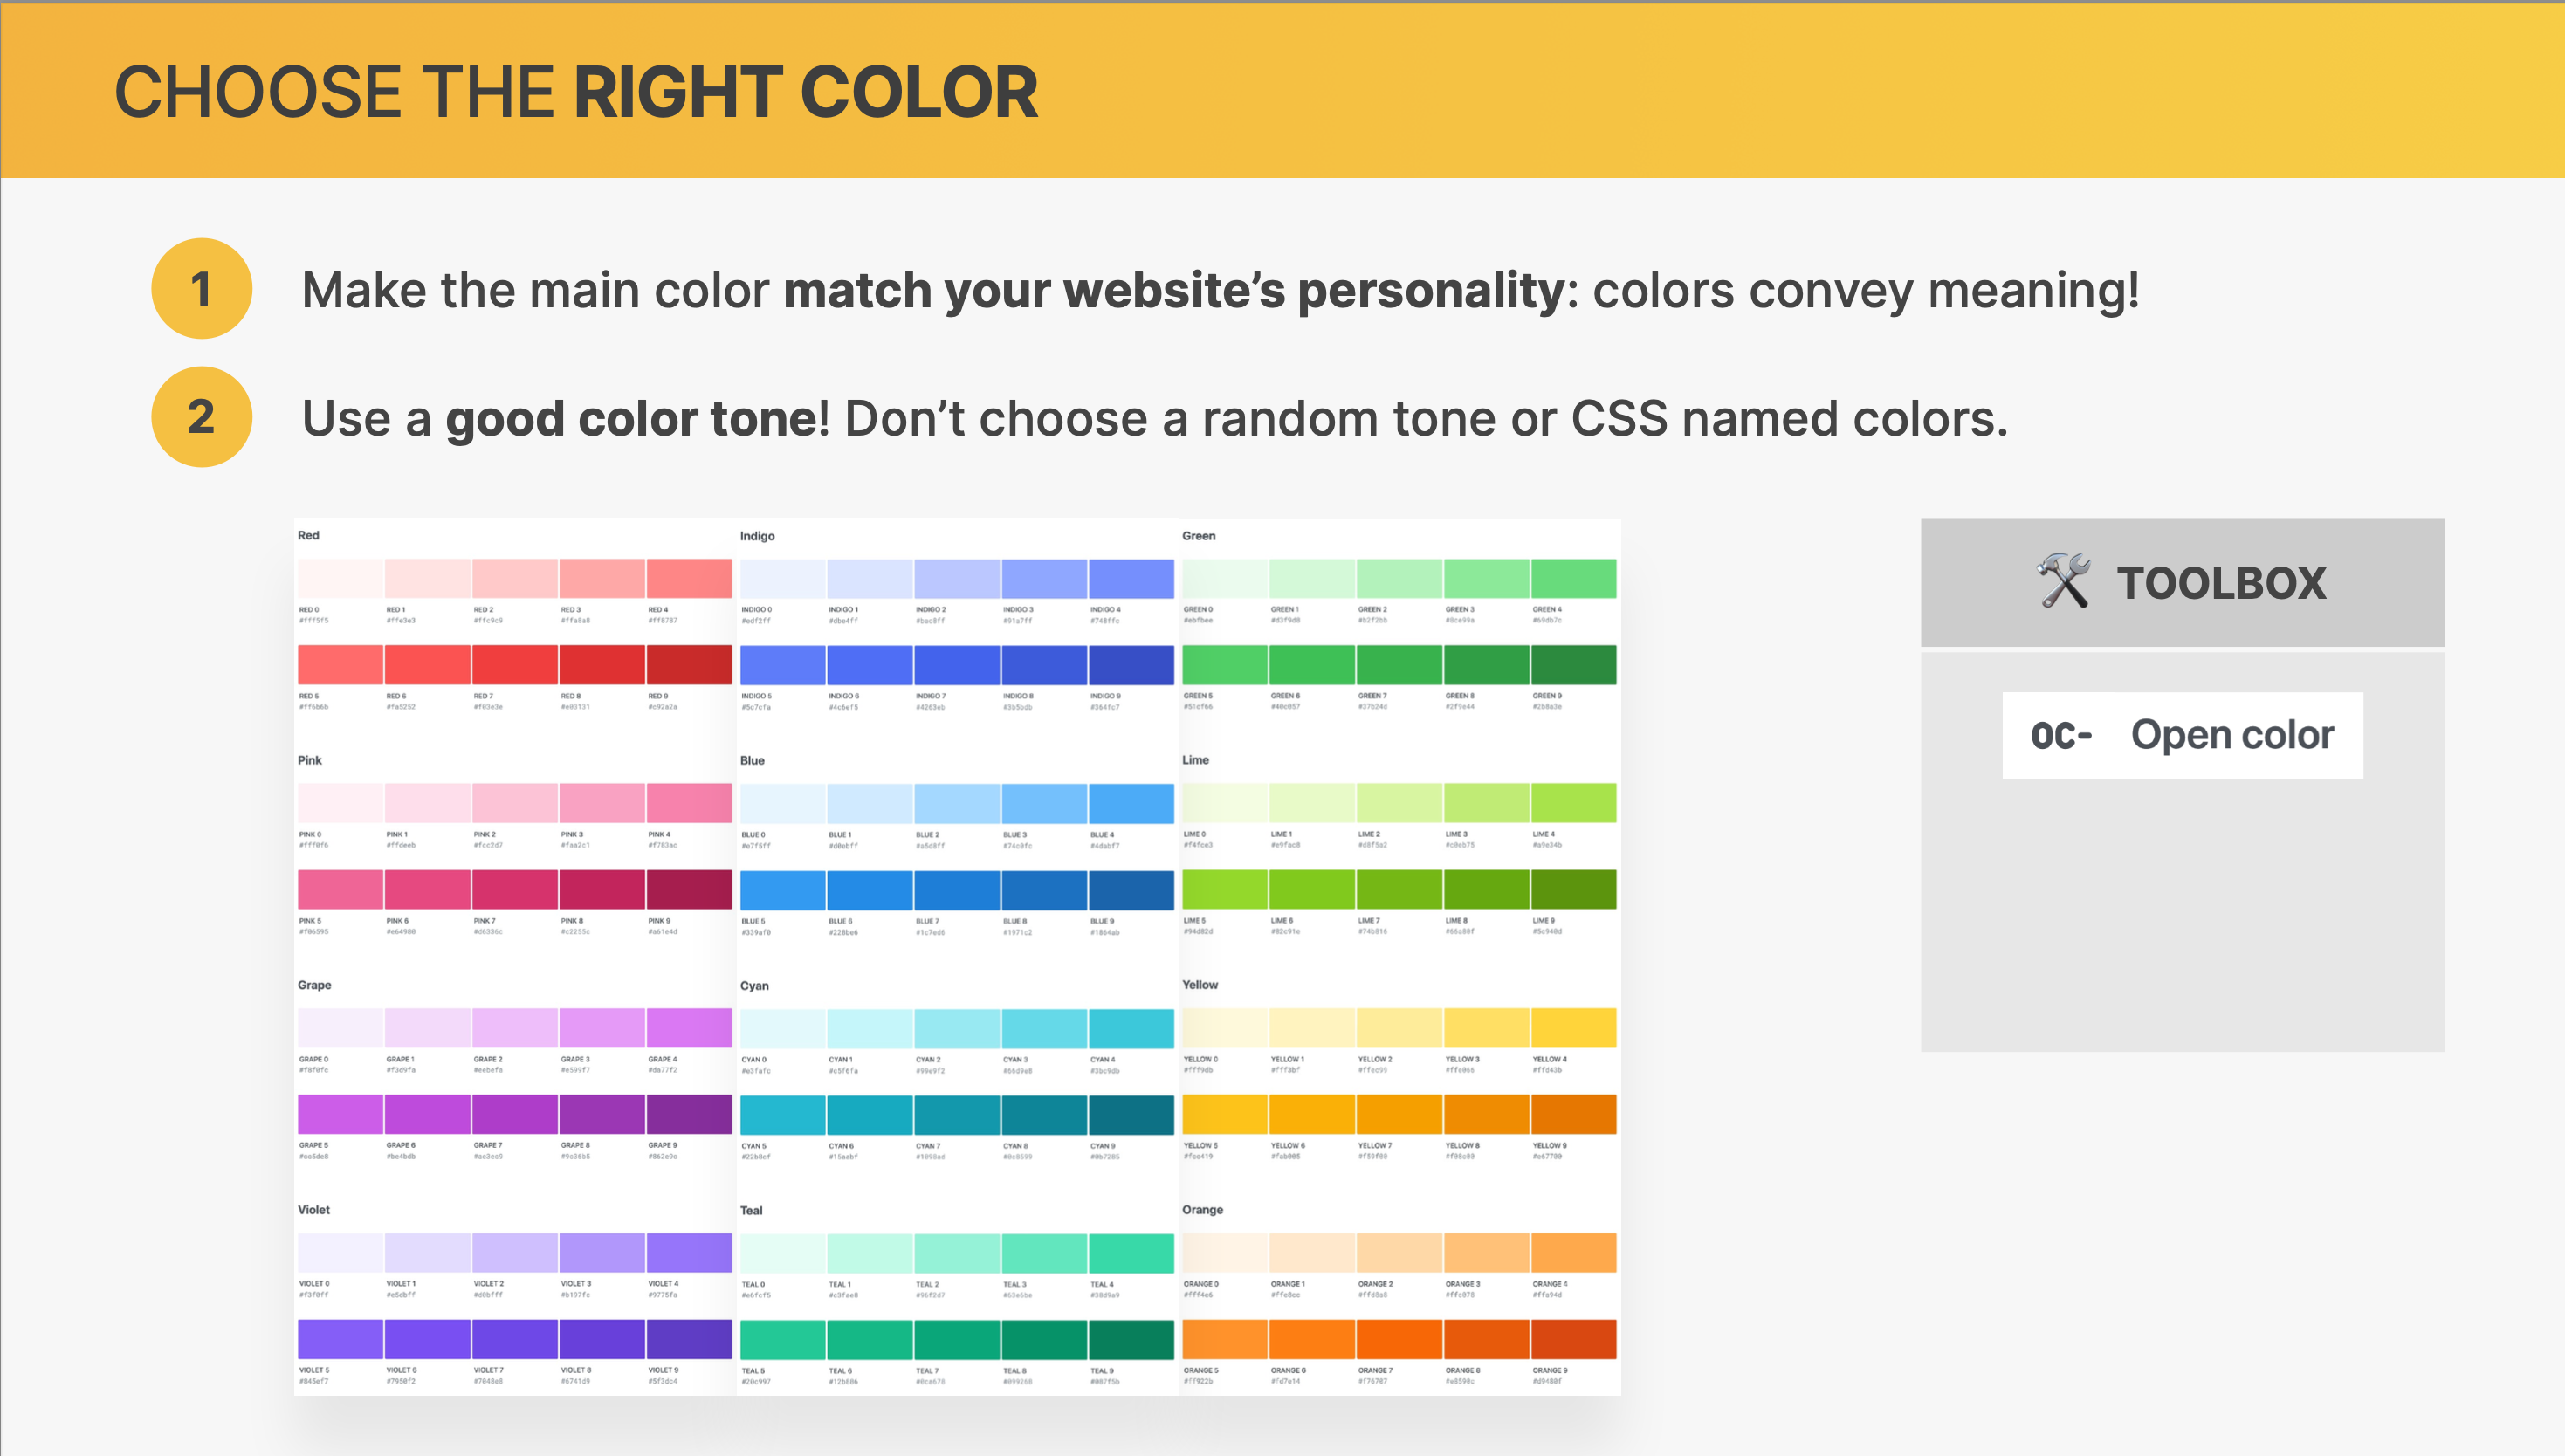 CHOOSE THE RIGHT COLOR
1
Make the main color match your website’s personality: colors convey meaning!
2
Use a good color tone! Don’t choose a random tone or CSS named colors.
Red
RED 0 RED 1 RED 2 RED 3 RED 4
#fff5f5 #ffe3e3 #ffc9c9 #ffa8a8 #ff8787
RED 5 RED 6 RED 7 RED 8 RED 9
#ff6b6b #fa5252 #f03e3e #e03131 #c92a2a
Pink
PINK 0 PINK 1 PINK 2 PINK 3 PINK 4
#fff0f6 #ffdeeb #fcc2d7 #faa2c1 #f783ac
PINK 5 PINK 6 PINK 7 PINK 8 PINK 9
#f06595 #e64980 #d6336c #c2255c #a61e4d
Grape
GRAPE 0 GRAPE 1 GRAPE 2 GRAPE 3 GRAPE 4
#f8f0fc #f3d9fa #eebefa #e599f7 #da77f2
GRAPE 5 GRAPE 6 GRAPE 7 GRAPE 8 GRAPE 9
#cc5de8 #be4bdb #ae3ec9 #9c36b5 #862e9c
Violet
VIOLET 0 VIOLET 1 VIOLET 2 VIOLET 3 VIOLET 4
#f3f0ff #e5dbff #d0bfff #b197fc #9775fa
VIOLET 5 VIOLET 6 VIOLET 7 VIOLET 8 VIOLET 9
#845ef7 #7950f2 #7048e8 #6741d9 #5f3dc4
Indigo
INDIGO 0 INDIGO 1 INDIGO 2 INDIGO 3 INDIGO 4
#edf2ff #dbe4ff #bac8ff #91a7ff #748ffc
INDIGO 5 INDIGO 6 INDIGO 7 INDIGO 8 INDIGO 9
#5c7cfa #4c6ef5 #4263eb #3b5bdb #364fc7
Blue
BLUE 0 BLUE 1 BLUE 2 BLUE 3 BLUE 4
#e7f5ff #d0ebff #a5d8ff #74c0fc #4dabf7
BLUE 5 BLUE 6 BLUE 7 BLUE 8 BLUE 9
#339af0 #228be6 #1c7ed6 #1971c2 #1864ab
Cyan
CYAN 0 CYAN 1 CYAN 2 CYAN 3 CYAN 4
#e3fafc #c5f6fa #99e9f2 #66d9e8 #3bc9db
CYAN 5 CYAN 6 CYAN 7 CYAN 8 CYAN 9
#22b8cf #15aabf #1098ad #0c8599 #0b7285
Teal
TEAL 0 TEAL 1 TEAL 2 TEAL 3 TEAL 4
#e6fcf5 #c3fae8 #96f2d7 #63e6be #38d9a9
TEAL 5 TEAL 6 TEAL 7 TEAL 8 TEAL 9
#20c997 #12b886 #0ca678 #099268 #087f5b
Green
GREEN 0 GREEN 1 GREEN 2 GREEN 3 GREEN 4
#ebfbee #d3f9d8 #b2f2bb #8ce99a #69db7c
GREEN 5 GREEN 6 GREEN 7 GREEN 8 GREEN 9
#51cf66 #40c057 #37b24d #2f9e44 #2b8a3e
Lime
LIME 0 LIME 1 LIME 2 LIME 3 LIME 4
#f4fce3 #e9fac8 #d8f5a2 #c0eb75 #a9e34b
LIME 5 LIME 6 LIME 7 LIME 8 LIME 9
#94d82d #82c91e #74b816 #66a80f #5c940d
Yellow
YELLOW 0 YELLOW 1 YELLOW 2 YELLOW 3 YELLOW 4
#fff9db #fff3bf #ffec99 #ffe066 #ffd43b
YELLOW 5 YELLOW 6 YELLOW 7 YELLOW 8 YELLOW 9
#fcc419 #fab005 #f59f00 #f08c00 #e67700
Orange
ORANGE 0 ORANGE 1 ORANGE 2 ORANGE 3 ORANGE 4
#fff4e6 #ffe8cc #ffd8a8 #ffc078 #ffa94d
ORANGE 5 ORANGE 6 ORANGE 7 ORANGE 8 ORANGE 9
#ff922b #fd7e14 #f76707 #e8590c #d9480f
TOOLBOX
OC- Open color